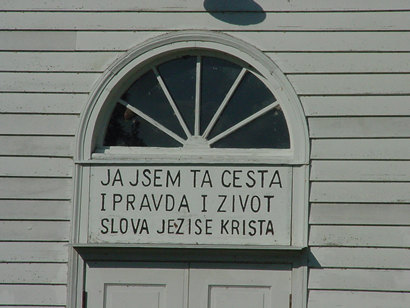 JA JSEM TA CESTA
I PRAVDA I ZIVOT
SLOVA JEZISE KRISTA